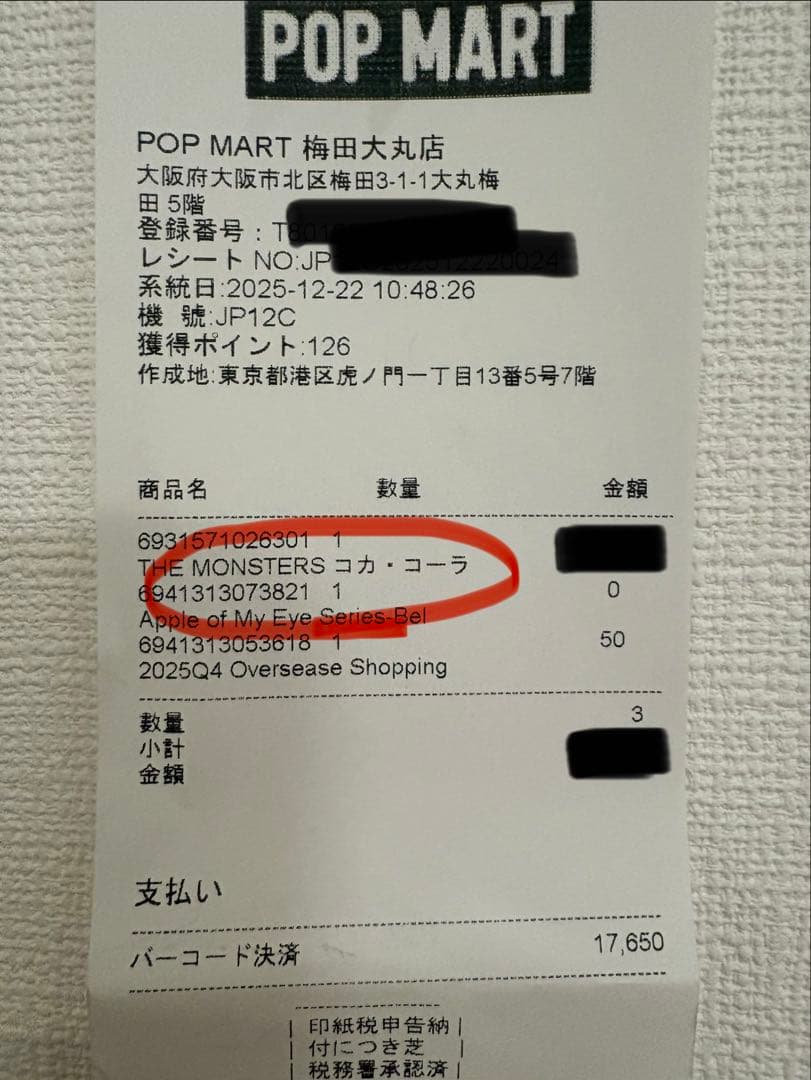 POP MART
POP MART 梅田大丸店
大阪府大阪市北区梅田3-1-1大丸梅
田 5階
登録番号：T
レシート NO:JP
系統日:2025-12-22 10:48:26
機 號:JP12C
獲得ポイント:126
作成地:東京都港区虎ノ門一丁目13番5号7階
商品名 数量 金額
6931571026301 1
THE MONSTERS コカ・コーラ
6941313073821 1 0
Apple of My Eye Series-Bel
6941313053618 1 50
2025Q4 Oversease Shopping
数量 3
小計
金額
支払い
バーコード決済 17,650
印紙税申告納
付につき芝
税務署承認済